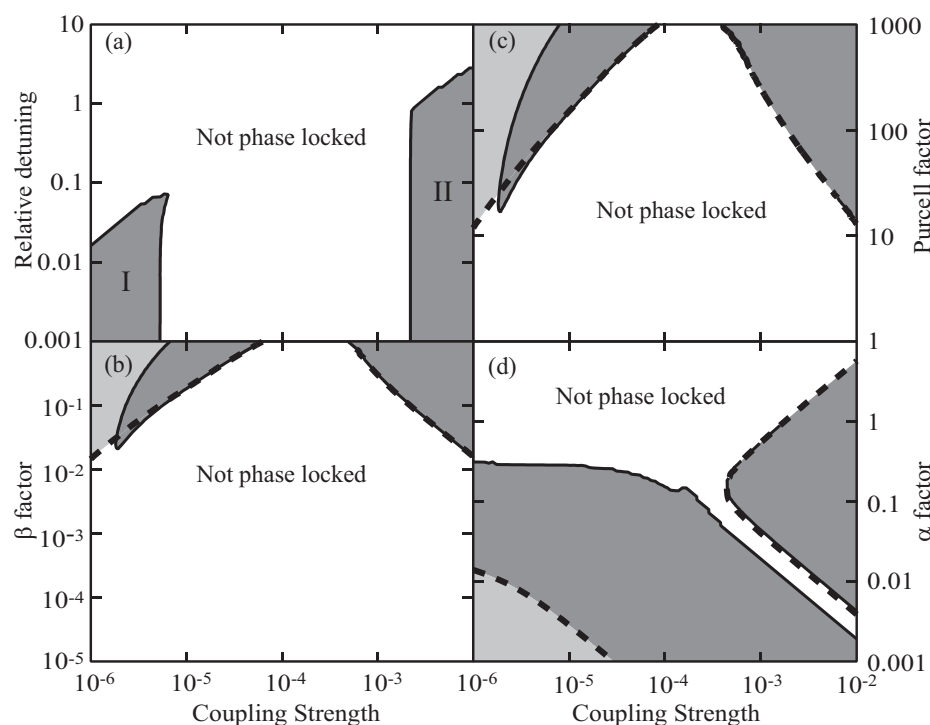 (a)
10
1
0.1
0.01
0.001
Relative detuning
Not phase locked
I
II
(b)
10-1
10-2
10-3
10-4
10-5
β factor
Not phase locked
10-6
10-5
10-4
10-3
10-6
Coupling Strength
(c)
1000
100
10
1
Purcell factor
Not phase locked
(d)
1
0.1
0.01
0.001
α factor
Not phase locked
10-5
10-4
10-3
10-2
Coupling Strength